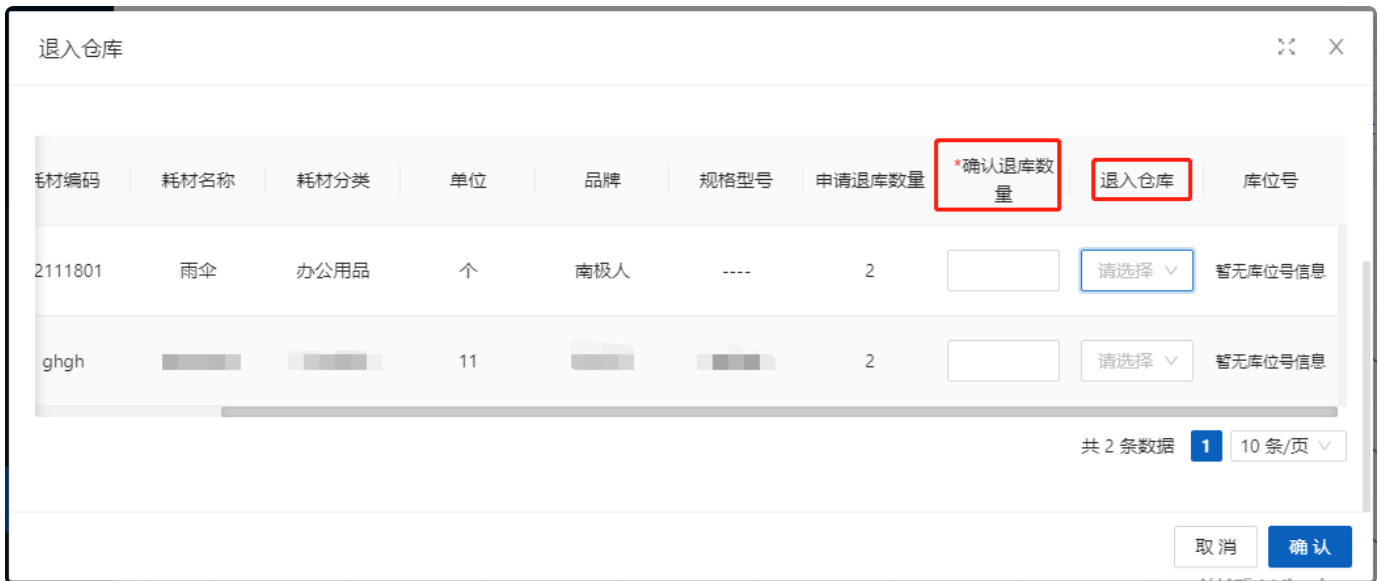 退入仓库
耗材编码 耗材名称 耗材分类 单位 品牌 规格型号 申请退库数量 *确认退库数量 退入仓库 库位号
2111801 雨伞 办公用品 个 南极人 ---- 2 请选择 暂无库位号信息
ghgh 11 2 请选择 暂无库位号信息
共 2 条数据 1 10 条/页
取 消 确 认